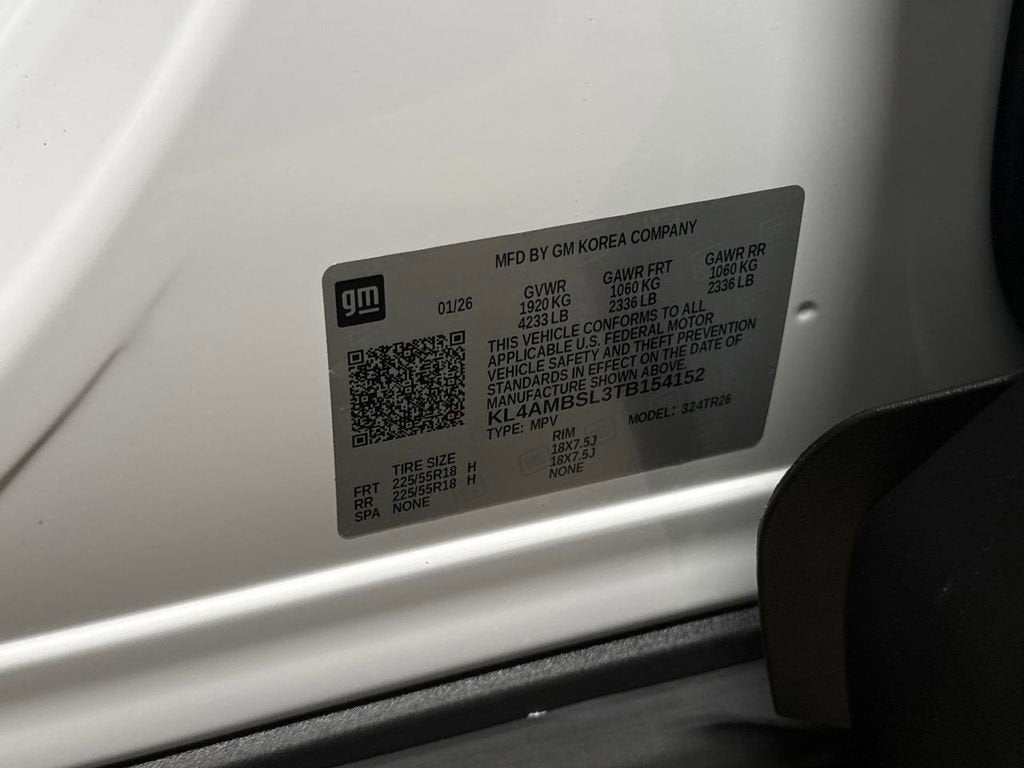 MFD BY GM KOREA COMPANY
gm
01/26
GVWR GAWR FRT GAWR RR
1920 KG 1060 KG 1060 KG
4233 LB 2336 LB 2336 LB
THIS VEHICLE CONFORMS TO ALL
APPLICABLE U.S. FEDERAL MOTOR
VEHICLE SAFETY AND THEFT PREVENTION
STANDARDS IN EFFECT ON THE DATE OF
MANUFACTURE SHOWN ABOVE.
KL4AMBSL3TB154152
TYPE: MPV MODEL: 324TR26
TIRE SIZE RIM
FRT 225/55R18 H 18X7.5J
RR 225/55R18 H 18X7.5J
SPA NONE NONE